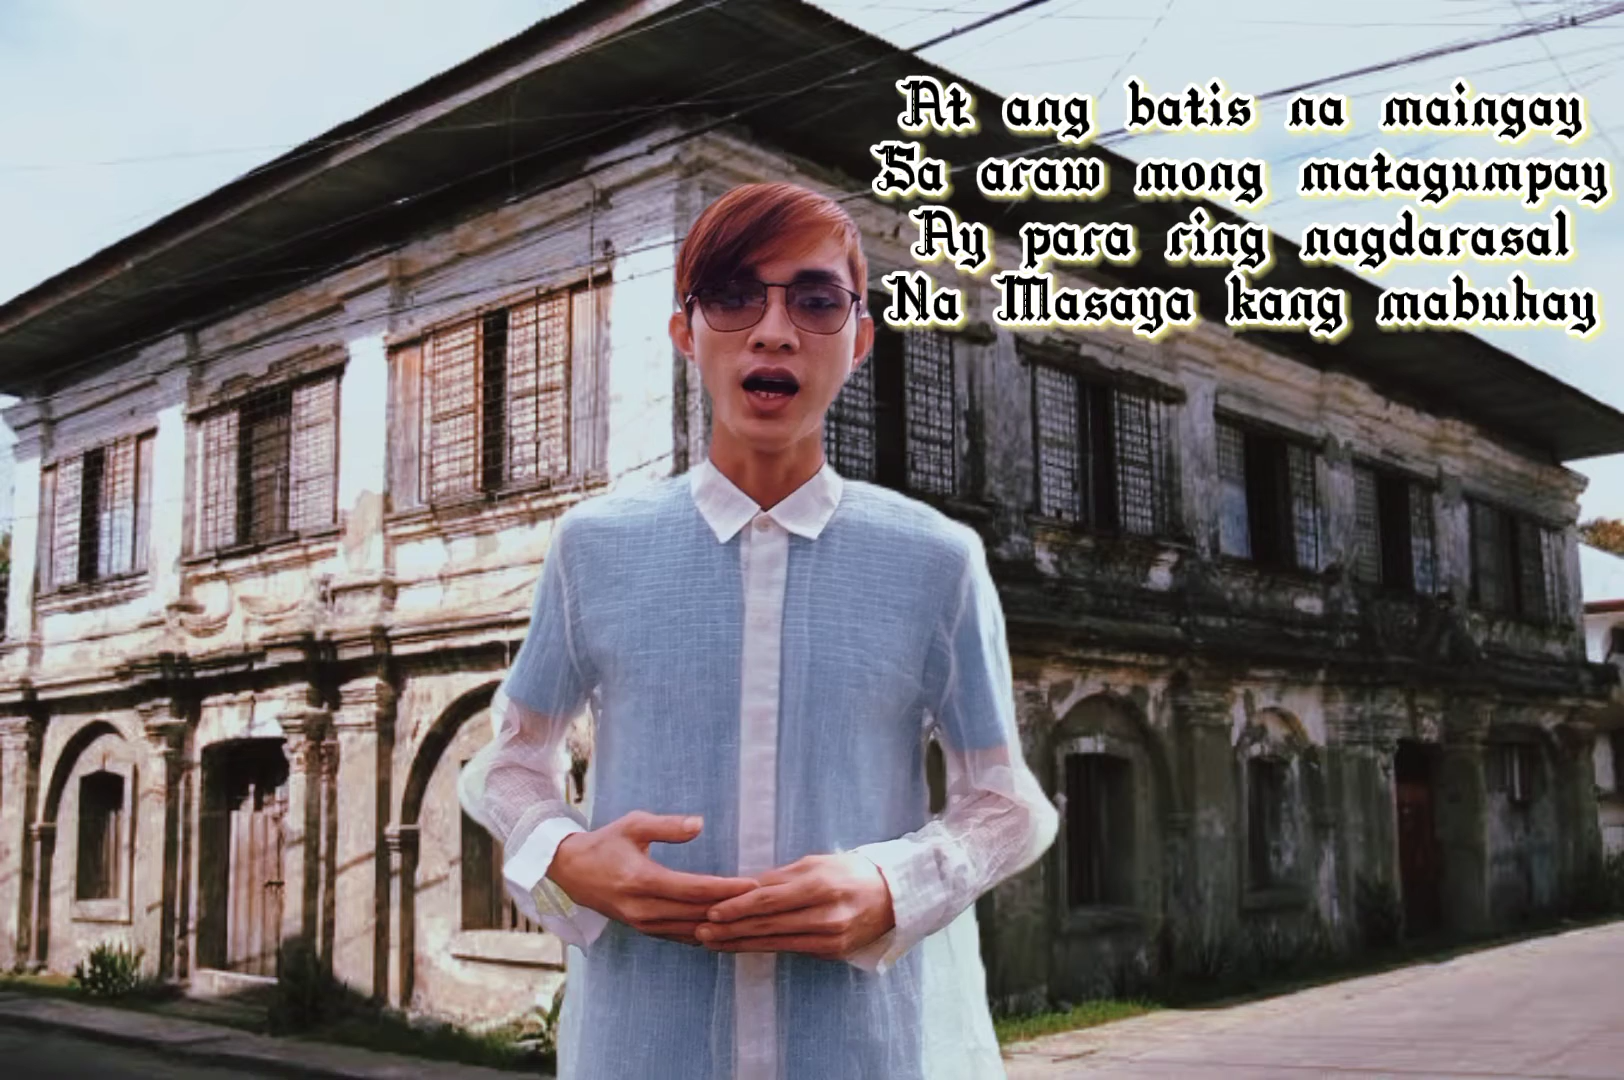 At ang batis na maingay
Sa araw mong matagumpay
Ay para ring nagdarasal
Na Masaya kang mabuhay